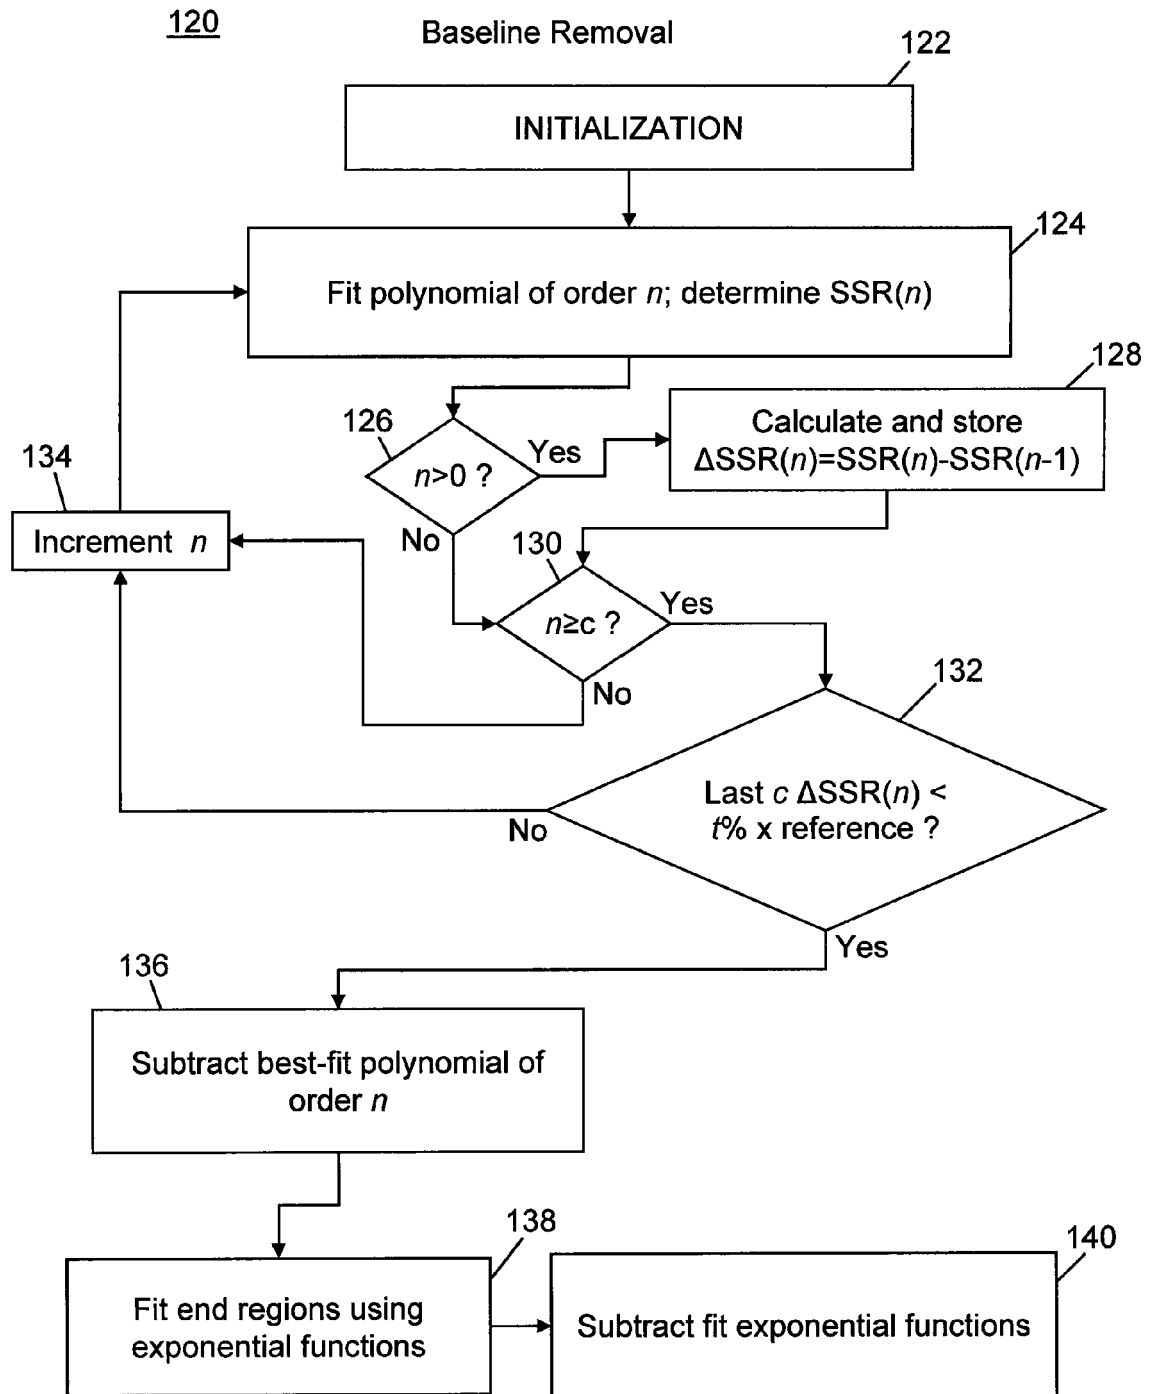 120
Baseline Removal
122
INITIALIZATION
124
Fit polynomial of order n; determine SSR(n)
128
126
n>0 ?
Yes
Calculate and store
ΔSSR(n)=SSR(n)-SSR(n-1)
134
Increment n
No
130
n≥c ?
Yes
No
132
Last c ΔSSR(n) <
t% x reference ?
No
Yes
136
Subtract best-fit polynomial of
order n
138
Fit end regions using
exponential functions
140
Subtract fit exponential functions